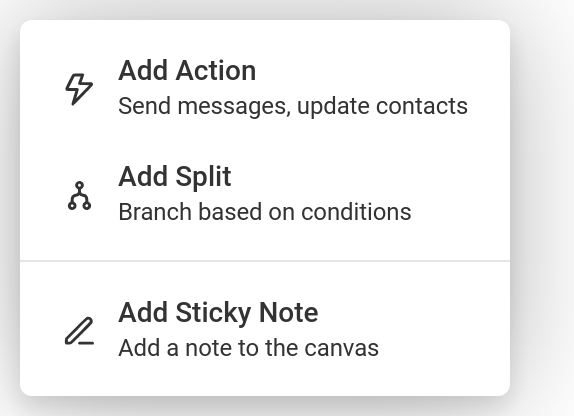 Add Action
Send messages, update contacts
Add Split
Branch based on conditions
Add Sticky Note
Add a note to the canvas